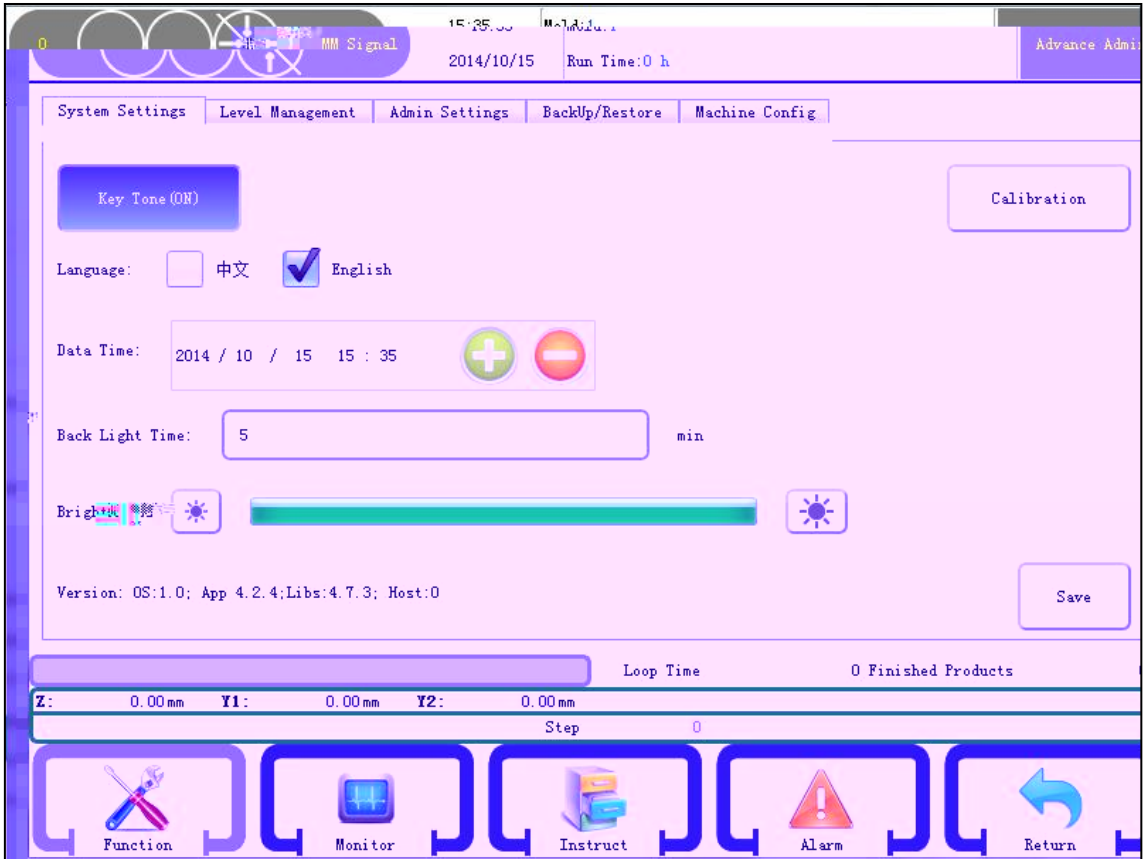 0
MM Signal
2014/10/15
Run Time:0 h
System Settings
Level Management
Admin Settings
BackUp/Restore
Machine Config
Key Tone(ON)
Calibration
Language:
中文
English
Data Time:
2014 / 10 / 15 15 : 35
Back Light Time:
5
min
Version: OS:1.0; App 4.2.4;Libs:4.7.3; Host:0
Save
Loop Time
0 Finished Products
Z: 0.00mm Y1: 0.00mm Y2: 0.00mm
Step 0
Function
Monitor
Instruct
Alarm
Return